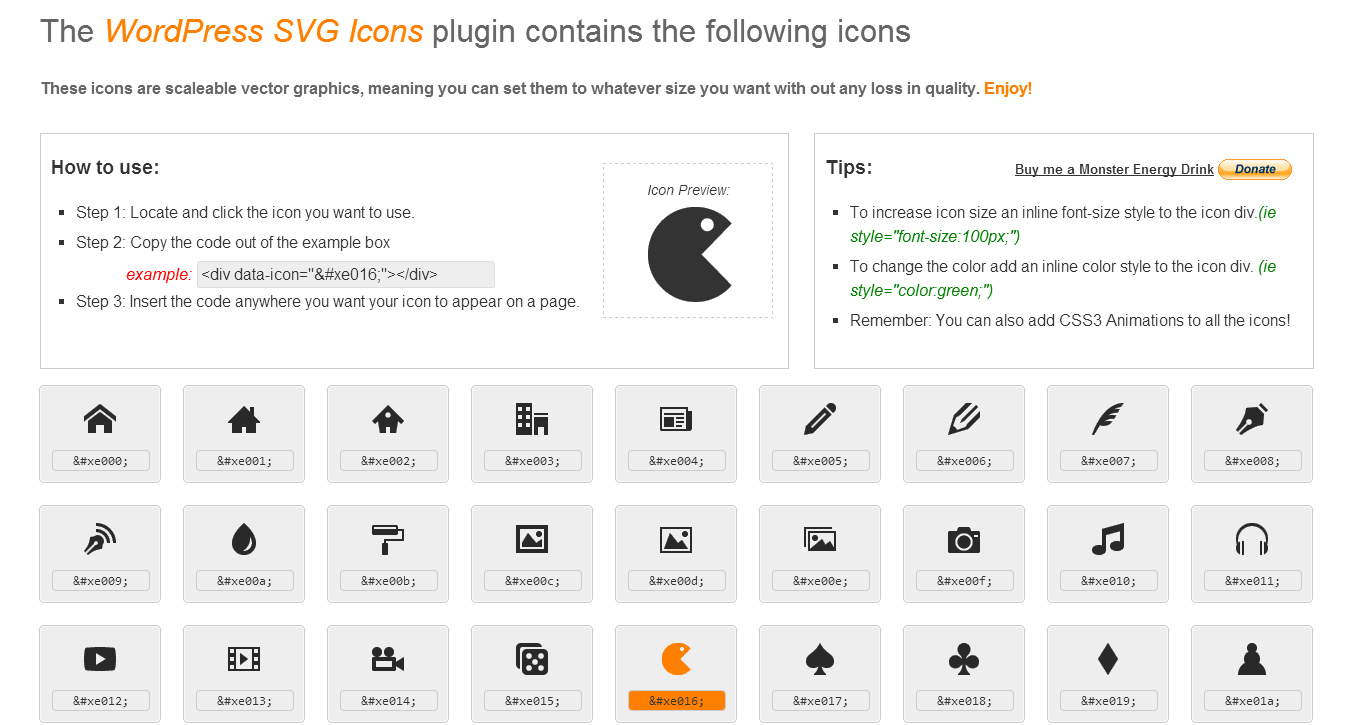 The WordPress SVG Icons plugin contains the following icons
These icons are scaleable vector graphics, meaning you can set them to whatever size you want with out any loss in quality. Enjoy!
How to use:
Step 1: Locate and click the icon you want to use.
Step 2: Copy the code out of the example box
example: <div data-icon="&#xe016;"></div>
Step 3: Insert the code anywhere you want your icon to appear on a page.
Icon Preview:
Tips:
Buy me a Monster Energy Drink Donate
To increase icon size an inline font-size style to the icon div.(ie
style="font-size:100px;")
To change the color add an inline color style to the icon div. (ie
style="color:green;")
Remember: You can also add CSS3 Animations to all the icons!
&#xe000; &#xe001; &#xe002; &#xe003; &#xe004; &#xe005; &#xe006; &#xe007; &#xe008;
&#xe009; &#xe00a; &#xe00b; &#xe00c; &#xe00d; &#xe00e; &#xe00f; &#xe010; &#xe011;
&#xe012; &#xe013; &#xe014; &#xe015; &#xe016; &#xe017; &#xe018; &#xe019; &#xe01a;